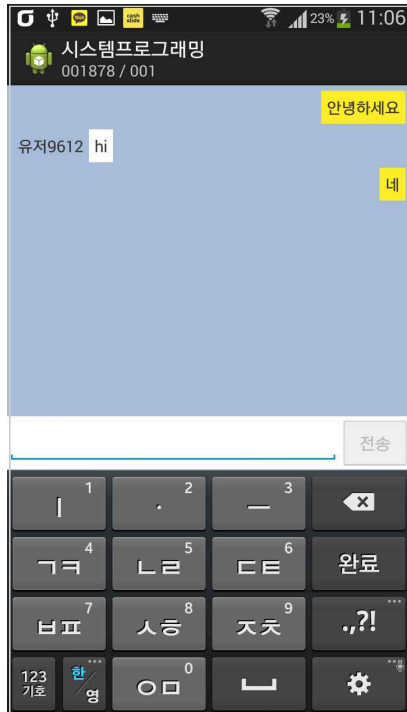 23% 11:06
시스템프로그래밍
001878 / 001
안녕하세요
유저9612 hi
네
전송
ㅣ 1 · 2 ㅡ 3
ㄱㅋ 4 ㄴㄹ 5 ㄷㅌ 6 완료
ㅂㅍ 7 ㅅㅎ 8 ㅈㅊ 9 .,?!
123 기호 한/영 ㅇㅁ 0